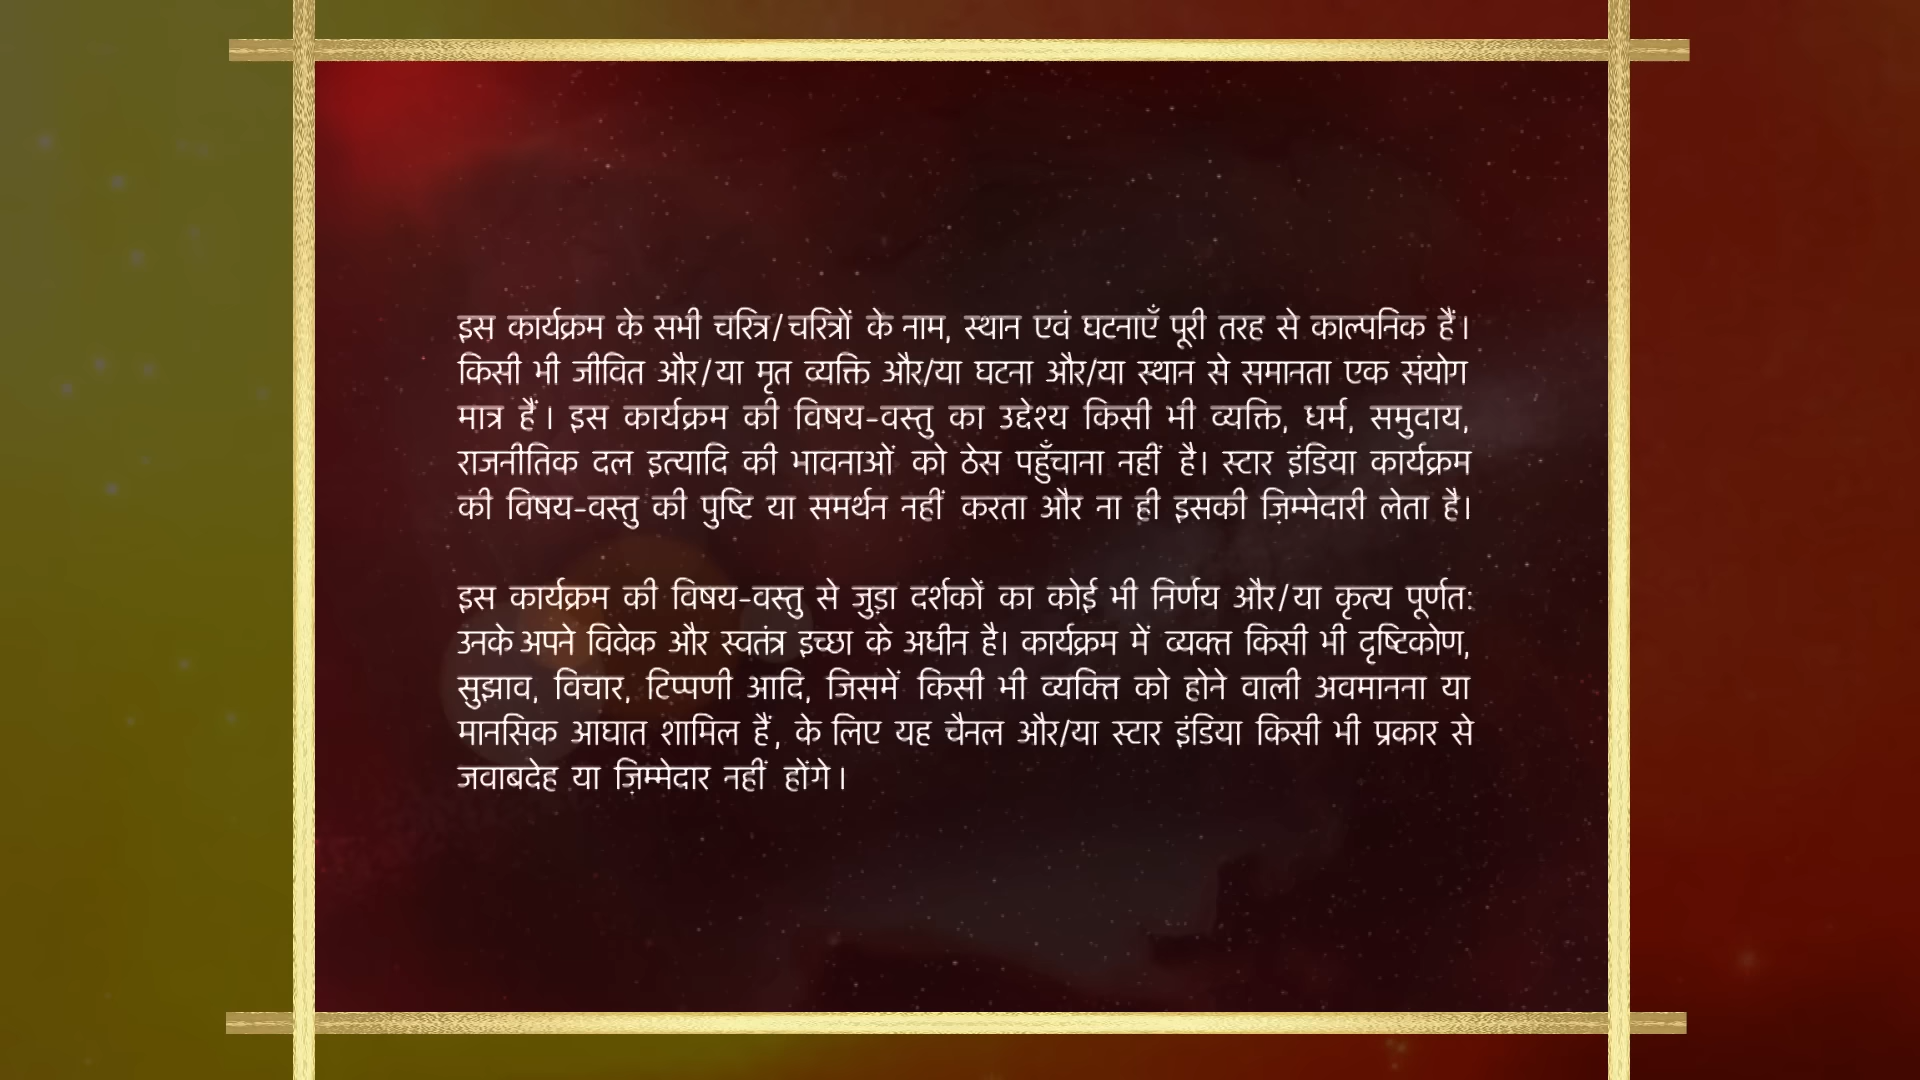 इस कार्यक्रम के सभी चरित्र/चरित्रों के नाम, स्थान एवं घटनाएँ पूरी तरह से काल्पनिक हैं।
किसी भी जीवित और/या मृत व्यक्ति और/या घटना और/या स्थान से समानता एक संयोग
मात्र हैं। इस कार्यक्रम की विषय-वस्तु का उद्देश्य किसी भी व्यक्ति, धर्म, समुदाय,
राजनीतिक दल इत्यादि की भावनाओं को ठेस पहुँचाना नहीं है। स्टार इंडिया कार्यक्रम
की विषय-वस्तु की पुष्टि या समर्थन नहीं करता और ना ही इसकी ज़िम्मेदारी लेता है।
इस कार्यक्रम की विषय-वस्तु से जुड़ा दर्शकों का कोई भी निर्णय और/या कृत्य पूर्णत:
उनके अपने विवेक और स्वतंत्र इच्छा के अधीन है। कार्यक्रम में व्यक्त किसी भी दृष्टिकोण,
सुझाव, विचार, टिप्पणी आदि, जिसमें किसी भी व्यक्ति को होने वाली अवमानना या
मानसिक आघात शामिल हैं, के लिए यह चैनल और/या स्टार इंडिया किसी भी प्रकार से
जवाबदेह या ज़िम्मेदार नहीं होंगे।